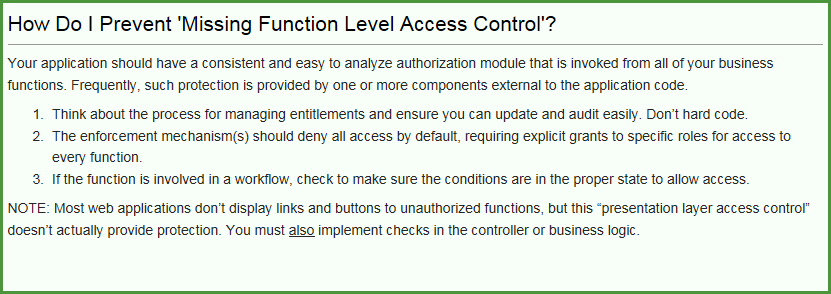 How Do I Prevent 'Missing Function Level Access Control'?
Your application should have a consistent and easy to analyze authorization module that is invoked from all of your business
functions. Frequently, such protection is provided by one or more components external to the application code.
1. Think about the process for managing entitlements and ensure you can update and audit easily. Don’t hard code.
2. The enforcement mechanism(s) should deny all access by default, requiring explicit grants to specific roles for access to
every function.
3. If the function is involved in a workflow, check to make sure the conditions are in the proper state to allow access.
NOTE: Most web applications don’t display links and buttons to unauthorized functions, but this “presentation layer access control”
doesn’t actually provide protection. You must also implement checks in the controller or business logic.